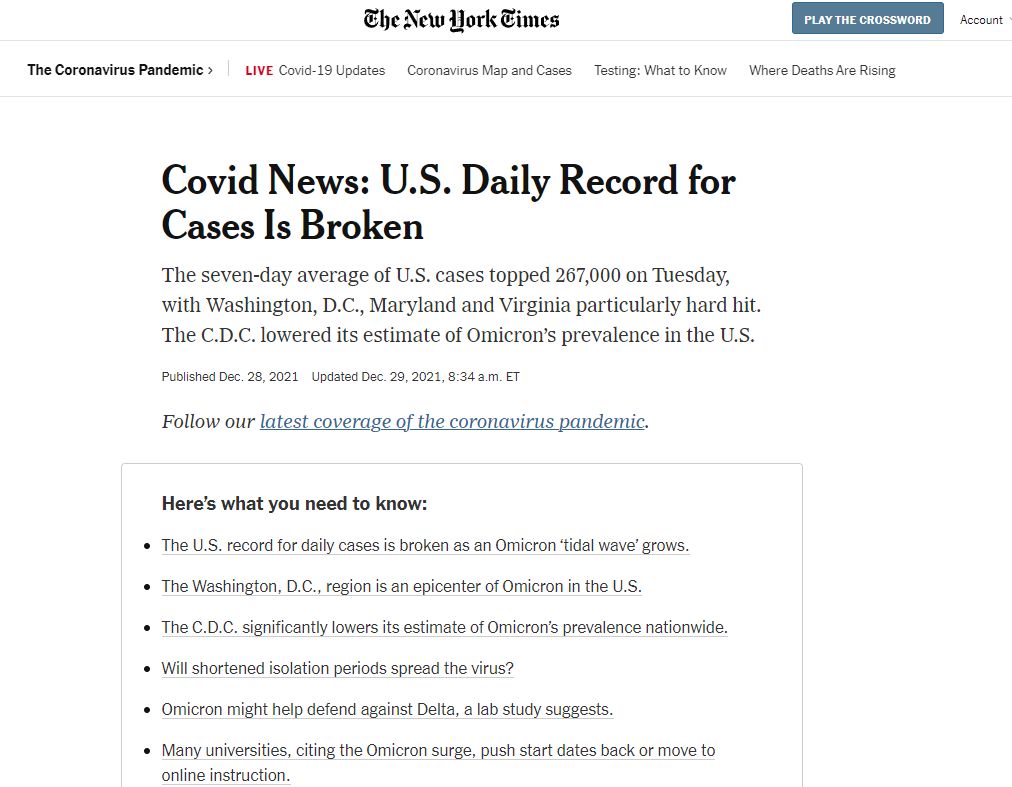 The New York Times
PLAY THE CROSSWORD
Account
The Coronavirus Pandemic ›
LIVE Covid-19 Updates
Coronavirus Map and Cases
Testing: What to Know
Where Deaths Are Rising
Covid News: U.S. Daily Record for
Cases Is Broken
The seven-day average of U.S. cases topped 267,000 on Tuesday,
with Washington, D.C., Maryland and Virginia particularly hard hit.
The C.D.C. lowered its estimate of Omicron’s prevalence in the U.S.
Published Dec. 28, 2021 Updated Dec. 29, 2021, 8:34 a.m. ET
Follow our latest coverage of the coronavirus pandemic.
Here’s what you need to know:
• The U.S. record for daily cases is broken as an Omicron ‘tidal wave’ grows.
• The Washington, D.C., region is an epicenter of Omicron in the U.S.
• The C.D.C. significantly lowers its estimate of Omicron’s prevalence nationwide.
• Will shortened isolation periods spread the virus?
• Omicron might help defend against Delta, a lab study suggests.
• Many universities, citing the Omicron surge, push start dates back or move to
online instruction.